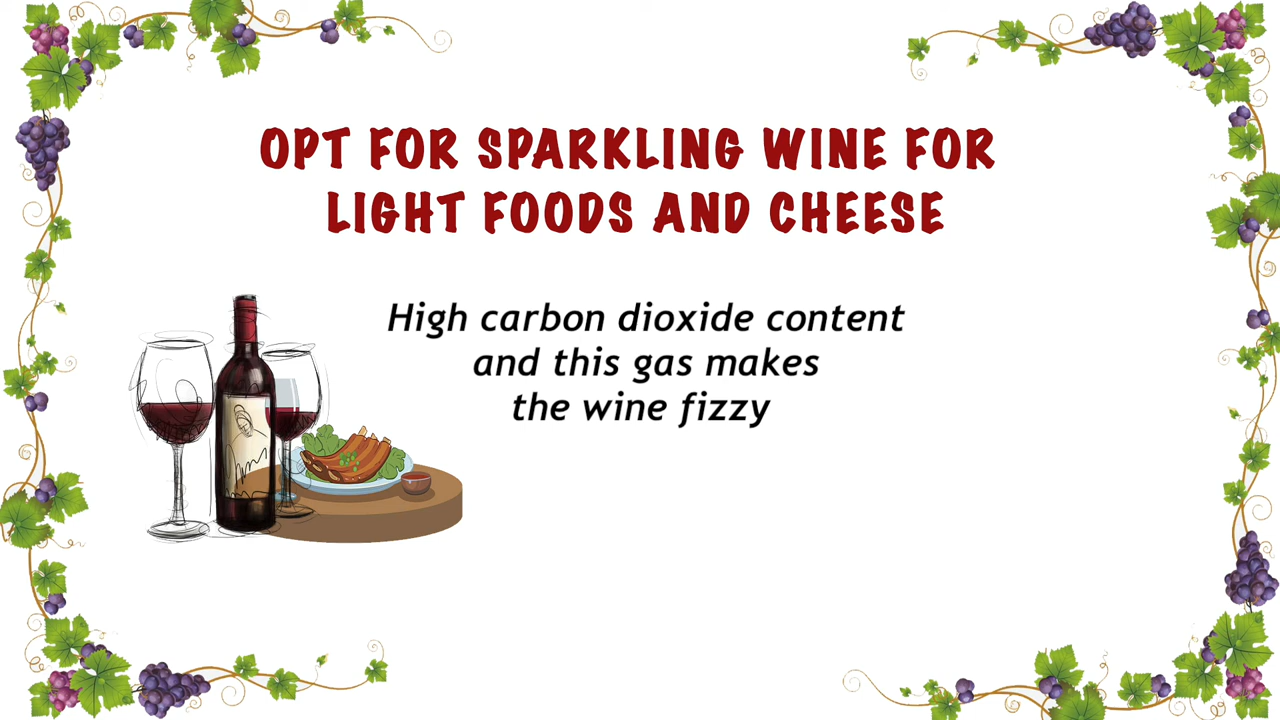 OPT FOR SPARKLING WINE FOR
LIGHT FOODS AND CHEESE
High carbon dioxide content
and this gas makes
the wine fizzy